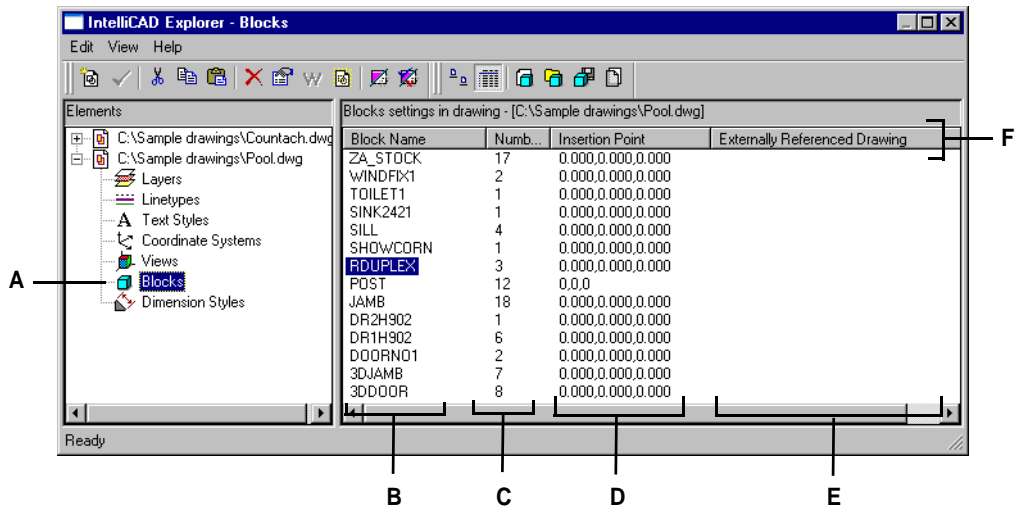 IntelliCAD Explorer - Blocks
Edit View Help
Elements
Blocks settings in drawing - [C:\Sample drawings\Pool.dwg]
C:\Sample drawings\Countach.dwg
C:\Sample drawings\Pool.dwg
Layers
Linetypes
A Text Styles
Coordinate Systems
Views
Blocks
Dimension Styles
Block Name Numb... Insertion Point Externally Referenced Drawing
ZA_STOCK 17 0.000,0.000,0.000
WINDFIX1 2 0.000,0.000,0.000
TOILET1 1 0.000,0.000,0.000
SINK2421 1 0.000,0.000,0.000
SILL 4 0.000,0.000,0.000
SHOWCORN 1 0.000,0.000,0.000
RDUPLEX 3 0.000,0.000,0.000
POST 12 0,0,0
JAMB 18 0.000,0.000,0.000
DR2H902 1 0.000,0.000,0.000
DR1H902 6 0.000,0.000,0.000
DOORNO1 2 0.000,0.000,0.000
3DJAMB 7 0.000,0.000,0.000
3DDOOR 8 0.000,0.000,0.000
Ready
A
F
B C D E